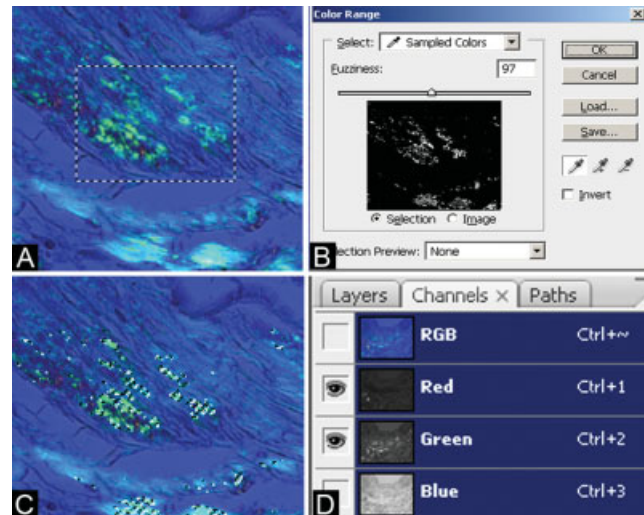 A
Color Range
Select: Sampled Colors
OK
Fuzziness: 97
Cancel
Load...
Save...
Invert
Selection Image
B
lection Preview: None
C
Layers Channels × Paths
RGB Ctrl+~
Red Ctrl+1
Green Ctrl+2
Blue Ctrl+3
D